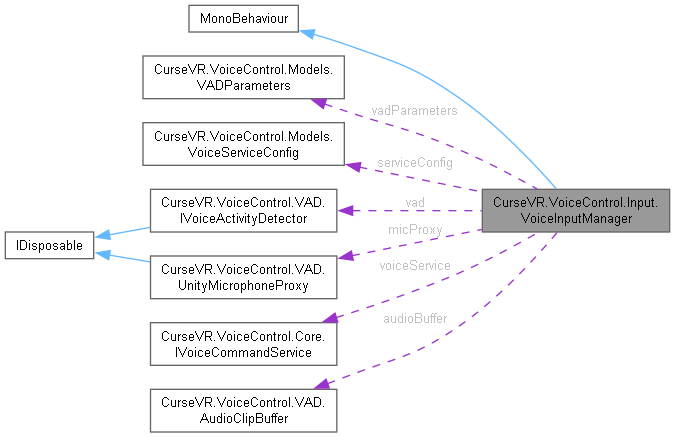 MonoBehaviour
CurseVR.VoiceControl.Models.
VADParameters
vadParameters
CurseVR.VoiceControl.Models.
VoiceServiceConfig
serviceConfig
CurseVR.VoiceControl.VAD.
IVoiceActivityDetector
vad
CurseVR.VoiceControl.Input.
VoiceInputManager
IDisposable
micProxy
CurseVR.VoiceControl.VAD.
UnityMicrophoneProxy
voiceService
CurseVR.VoiceControl.Core.
IVoiceCommandService
audioBuffer
CurseVR.VoiceControl.VAD.
AudioClipBuffer